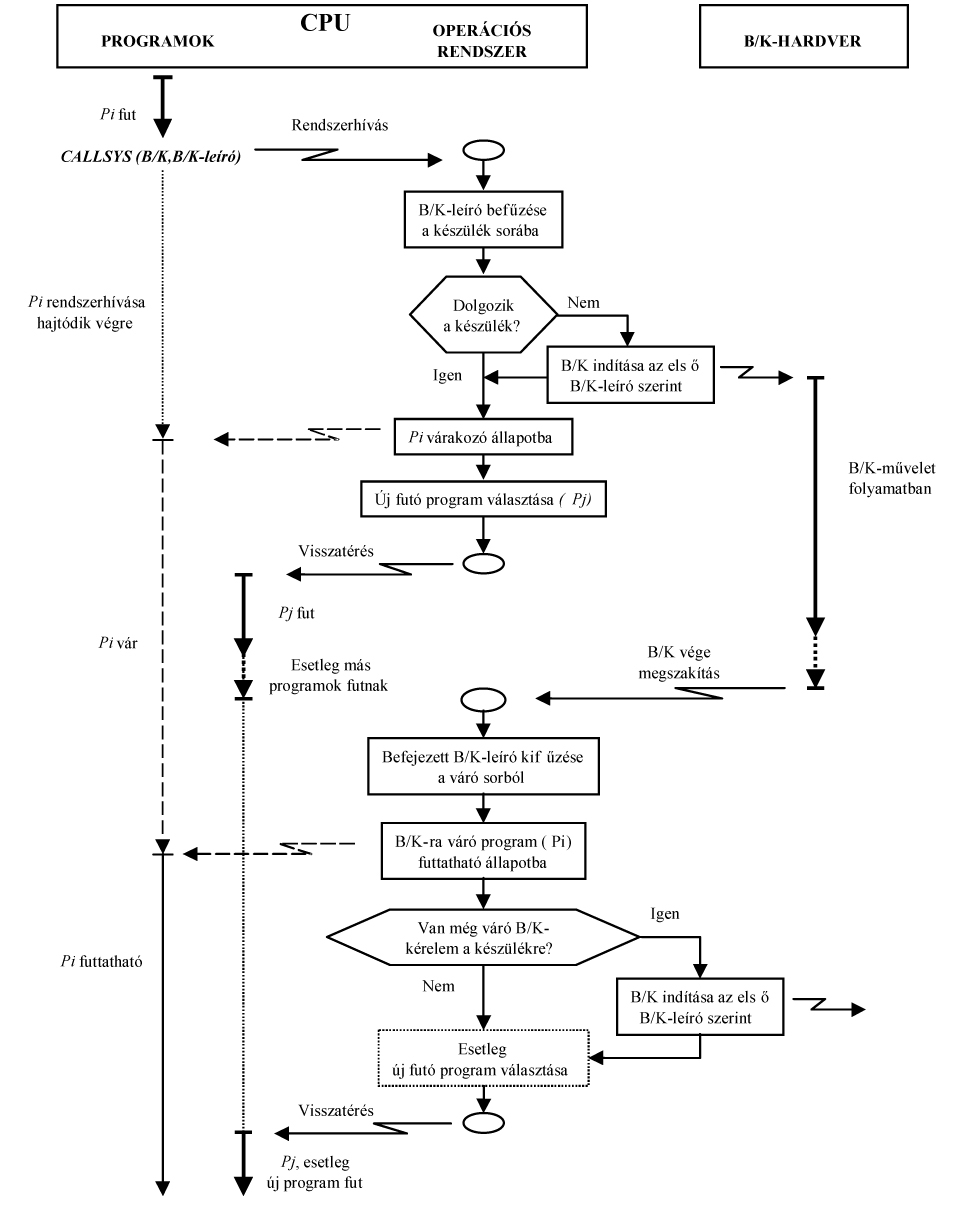 CPU
PROGRAMOK
OPERÁCIÓS
RENDSZER
B/K-HARDVER
Pi fut
Rendszerhívás
CALLSYS (B/K,B/K-leíró)
B/K-leíró befűzése
a készülék sorába
Pi rendszerhívása
hajtódik végre
Dolgozik
a készülék?
Nem
Igen
B/K indítása az els ő
B/K-leíró szerint
Pi várakozó állapotba
B/K-művelet
folyamatban
Új futó program választása ( Pj)
Visszatérés
Pj fut
Pi vár
Esetleg más
programok futnak
B/K vége
megszakítás
Befejezett B/K-leíró kif űzése
a váró sorból
B/K-ra váró program ( Pi)
futtatható állapotba
Van még váró B/K-
kérelem a készülékre?
Igen
Nem
Pi futtatható
B/K indítása az els ő
B/K-leíró szerint
Esetleg
új futó program választása
Visszatérés
Pj, esetleg
új program fut